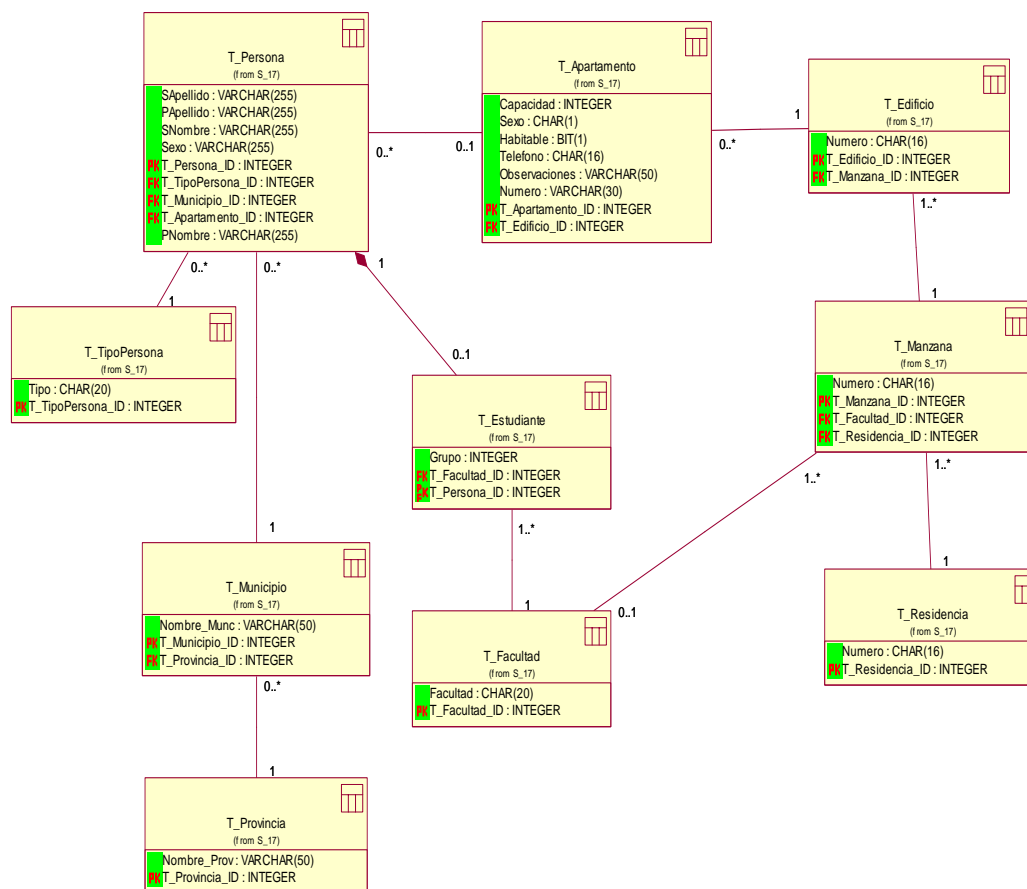 T_Persona
(from S_17)
SApellido : VARCHAR(255)
PApellido : VARCHAR(255)
SNombre : VARCHAR(255)
Sexo : VARCHAR(255)
PK T_Persona_ID : INTEGER
FK T_TipoPersona_ID : INTEGER
FK T_Municipio_ID : INTEGER
FK T_Apartamento_ID : INTEGER
PNombre : VARCHAR(255)
0..*
0..1
T_Apartamento
(from S_17)
Capacidad : INTEGER
Sexo : CHAR(1)
Habitable : BIT(1)
Telefono : CHAR(16)
Observaciones : VARCHAR(50)
Numero : VARCHAR(30)
PK T_Apartamento_ID : INTEGER
FK T_Edificio_ID : INTEGER
0..*
1
T_Edificio
(from S_17)
Numero : CHAR(16)
PK T_Edificio_ID : INTEGER
FK T_Manzana_ID : INTEGER
1..*
1
0..*
0..*
1
1
0..1
T_TipoPersona
(from S_17)
Tipo : CHAR(20)
PK T_TipoPersona_ID : INTEGER
T_Estudiante
(from S_17)
Grupo : INTEGER
FK T_Facultad_ID : INTEGER
PF K T_Persona_ID : INTEGER
1..*
1
T_Manzana
(from S_17)
Numero : CHAR(16)
PK T_Manzana_ID : INTEGER
FK T_Facultad_ID : INTEGER
FK T_Residencia_ID : INTEGER
1..*
1..*
0..1
1
1
T_Municipio
(from S_17)
Nombre_Munc : VARCHAR(50)
PK T_Municipio_ID : INTEGER
FK T_Provincia_ID : INTEGER
0..*
1
T_Facultad
(from S_17)
Facultad : CHAR(20)
PK T_Facultad_ID : INTEGER
T_Residencia
(from S_17)
Numero : CHAR(16)
PK T_Residencia_ID : INTEGER
T_Provincia
(from S_17)
Nombre_Prov : VARCHAR(50)
PK T_Provincia_ID : INTEGER